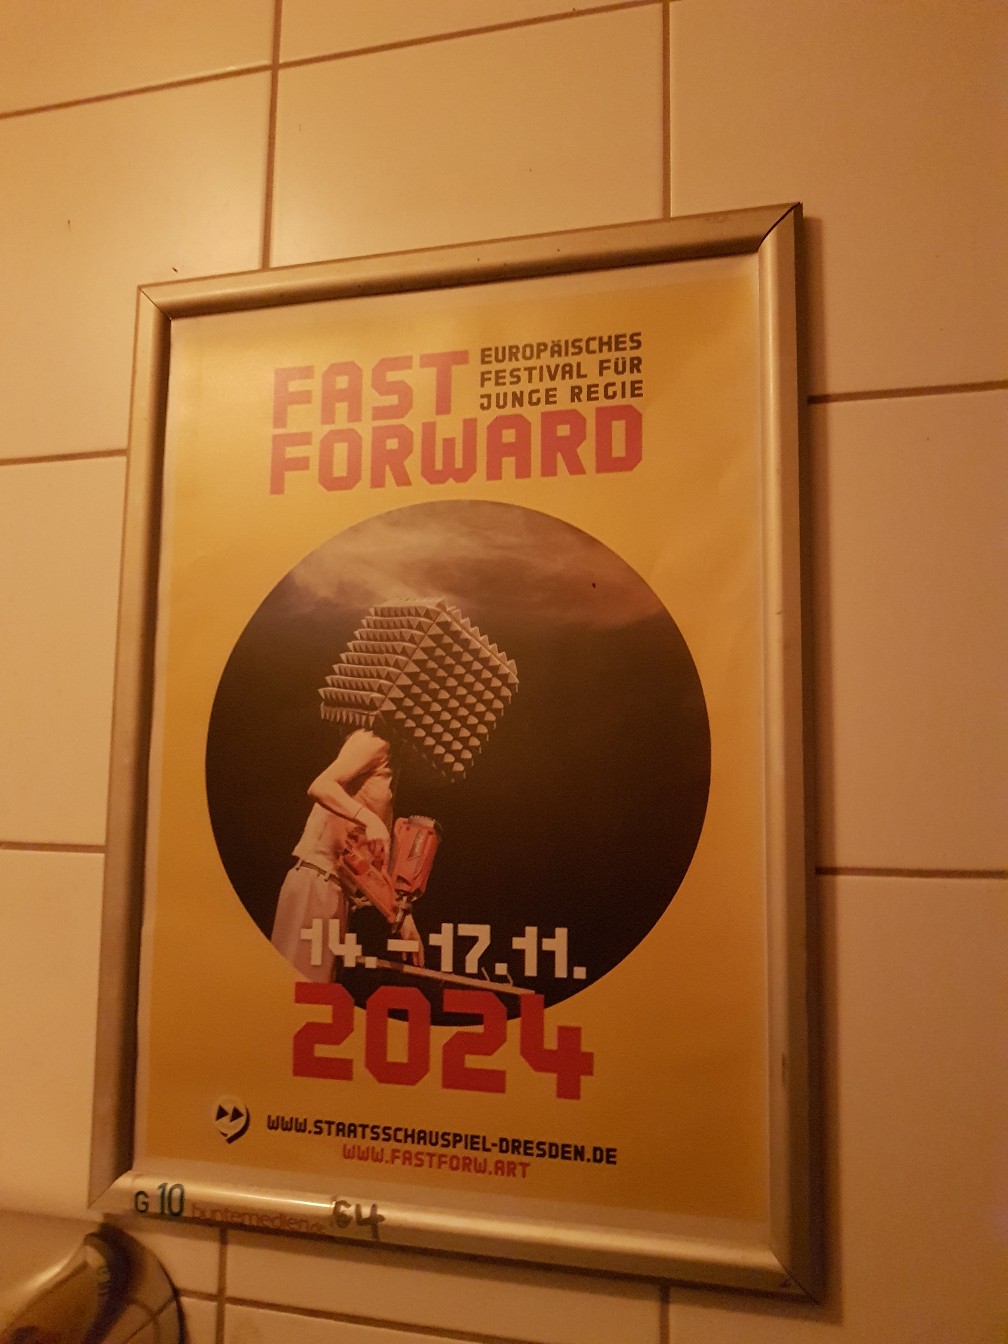 FAST
EUROPÄISCHES
FESTIVAL FÜR
JUNGE REGIE
FORWARD
14.-17.11.
2024
WWW.STAATSSCHAUSPIEL-DRESDEN.DE
WWW.FASTFORW.ART
G 10 buntemedien.de 64